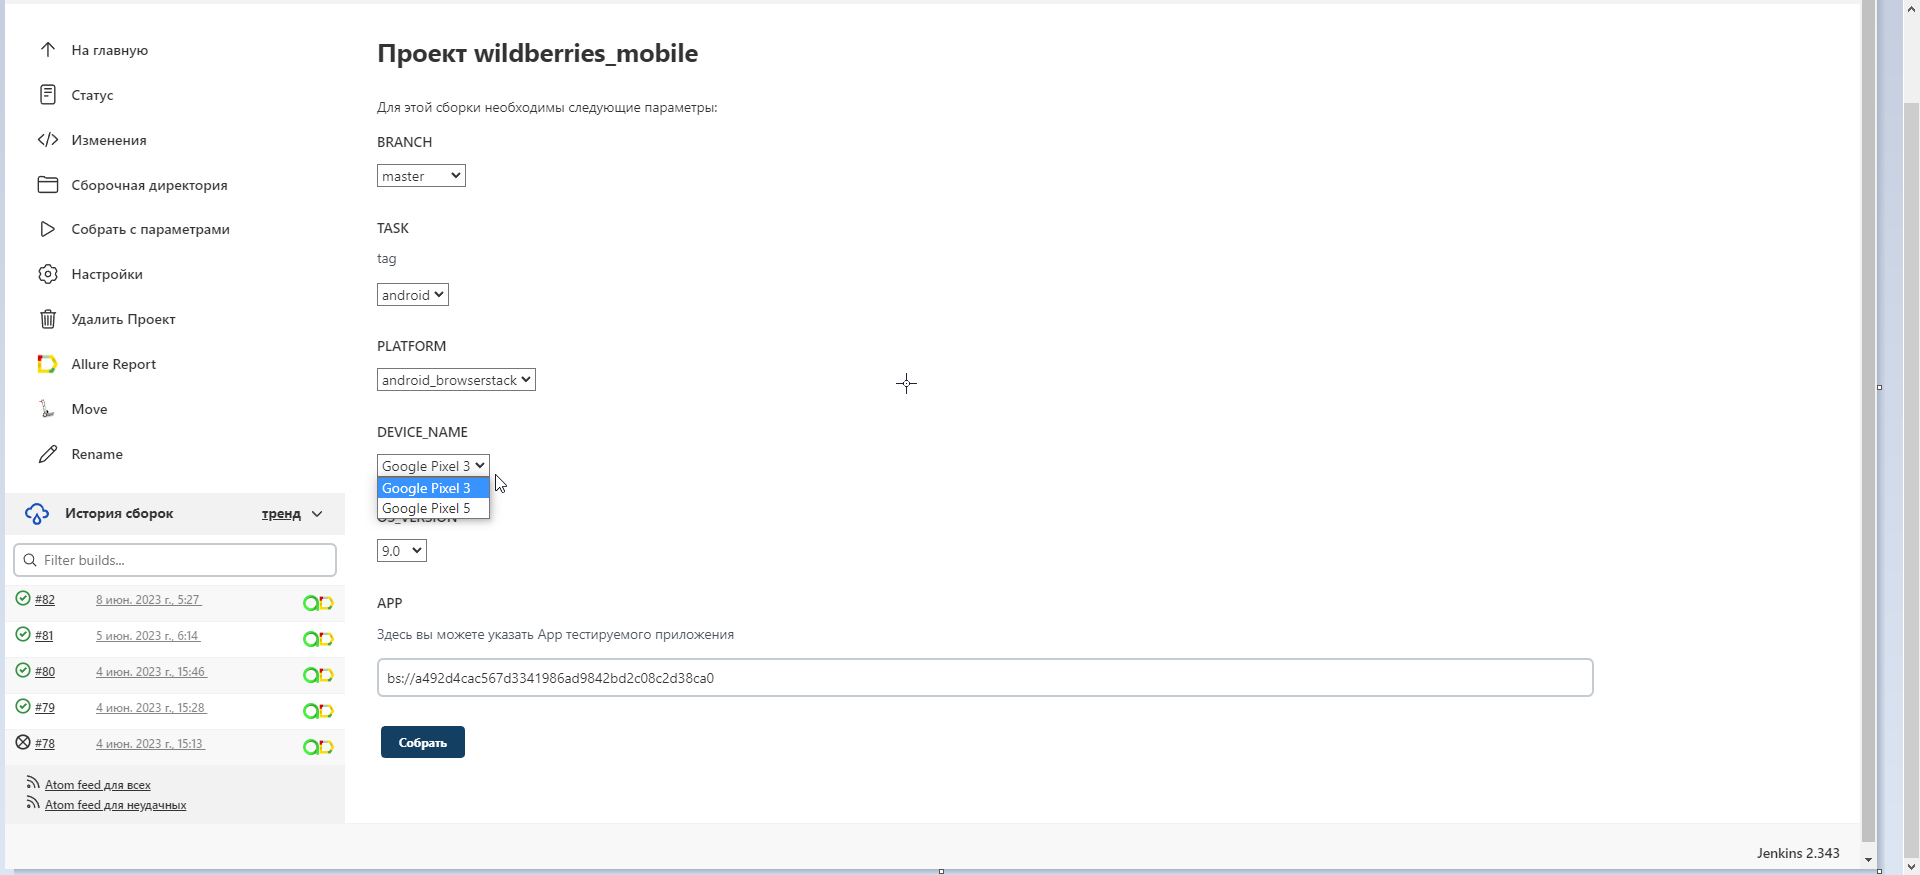 На главную
Статус
Изменения
Сборочная директория
Собрать с параметрами
Настройки
Удалить Проект
Allure Report
Move
Rename
История сборок
тренд
Filter builds...
#82 8 июн. 2023 г., 5:27
#81 5 июн. 2023 г., 6:14
#80 4 июн. 2023 г., 15:46
#79 4 июн. 2023 г., 15:28
#78 4 июн. 2023 г., 15:13
Atom feed для всех
Atom feed для неудачных
Проект wildberries_mobile
Для этой сборки необходимы следующие параметры:
BRANCH
master
TASK
tag
android
PLATFORM
android_browserstack
DEVICE_NAME
Google Pixel 3
Google Pixel 3
Google Pixel 5
OS_VERSION
9.0
APP
Здесь вы можете указать App тестируемого приложения
bs://a492d4cac567d3341986ad9842bd2c08c2d38ca0
Собрать
Jenkins 2.343